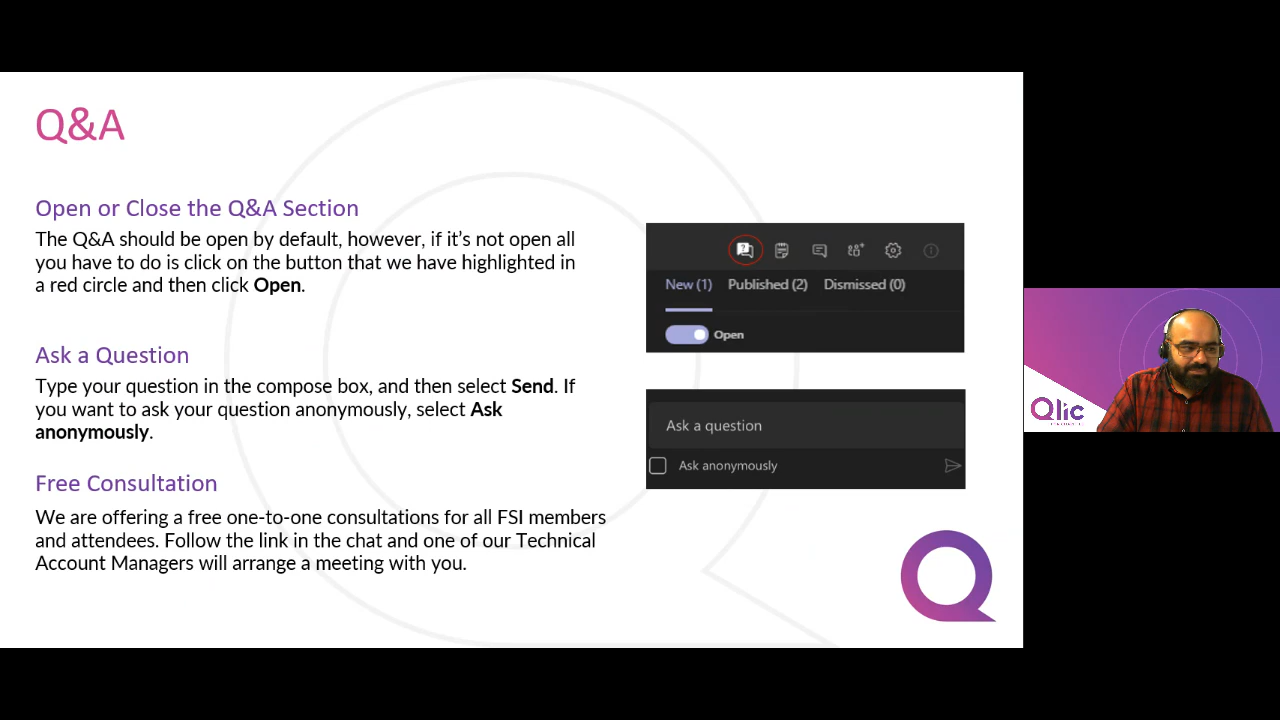 Q&A
Open or Close the Q&A Section
The Q&A should be open by default, however, if it’s not open all
you have to do is click on the button that we have highlighted in
a red circle and then click Open.
Ask a Question
Type your question in the compose box, and then select Send. If
you want to ask your question anonymously, select Ask
anonymously.
Free Consultation
We are offering a free one-to-one consultations for all FSI members
and attendees. Follow the link in the chat and one of our Technical
Account Managers will arrange a meeting with you.
New (1) Published (2) Dismissed (0)
Open
Ask a question
Ask anonymously
Qlic